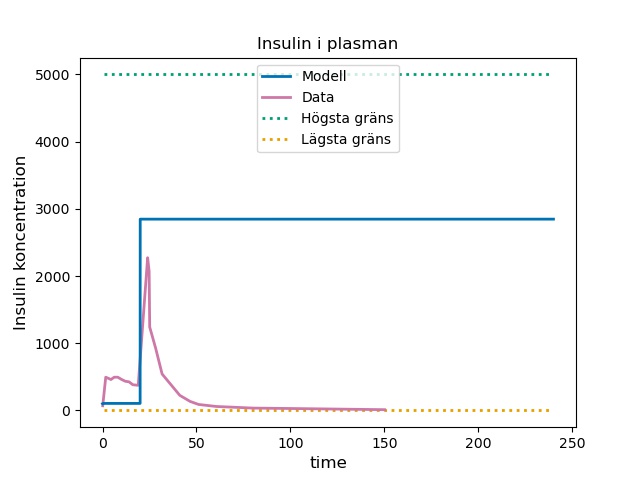 Insulin i plasman
Modell
Data
Högsta gräns
Lägsta gräns
Insulin koncentration
5000
4000
3000
2000
1000
0
0 50 100 150 200 250
time